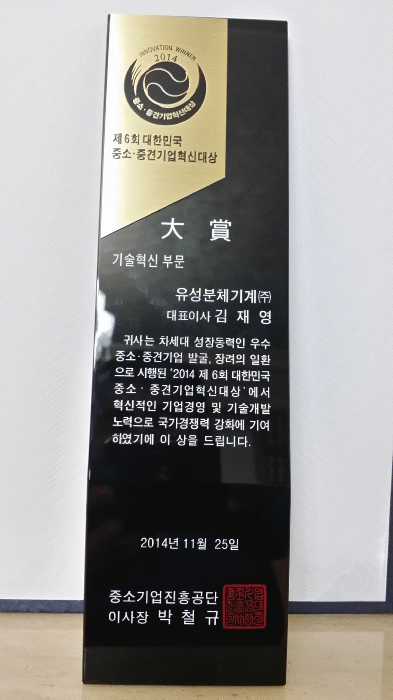 INNOVATION WINNER
2014
중소·중견기업혁신대상
제6회 대한민국
중소·중견기업혁신대상
大 賞
기술혁신 부문
유성분체기계㈜
대표이사 김 재 영
귀사는 차세대 성장동력인 우수
중소·중견기업 발굴, 장려의 일환
으로 시행된 '2014 제 6회 대한민국
중소 · 중견기업혁신대상' 에서
혁신적인 기업경영 및 기술개발
노력으로 국가경쟁력 강화에 기여
하였기에 이 상을 드립니다.
2014년 11월 25일
중소기업진흥공단
이사장 박 철 규